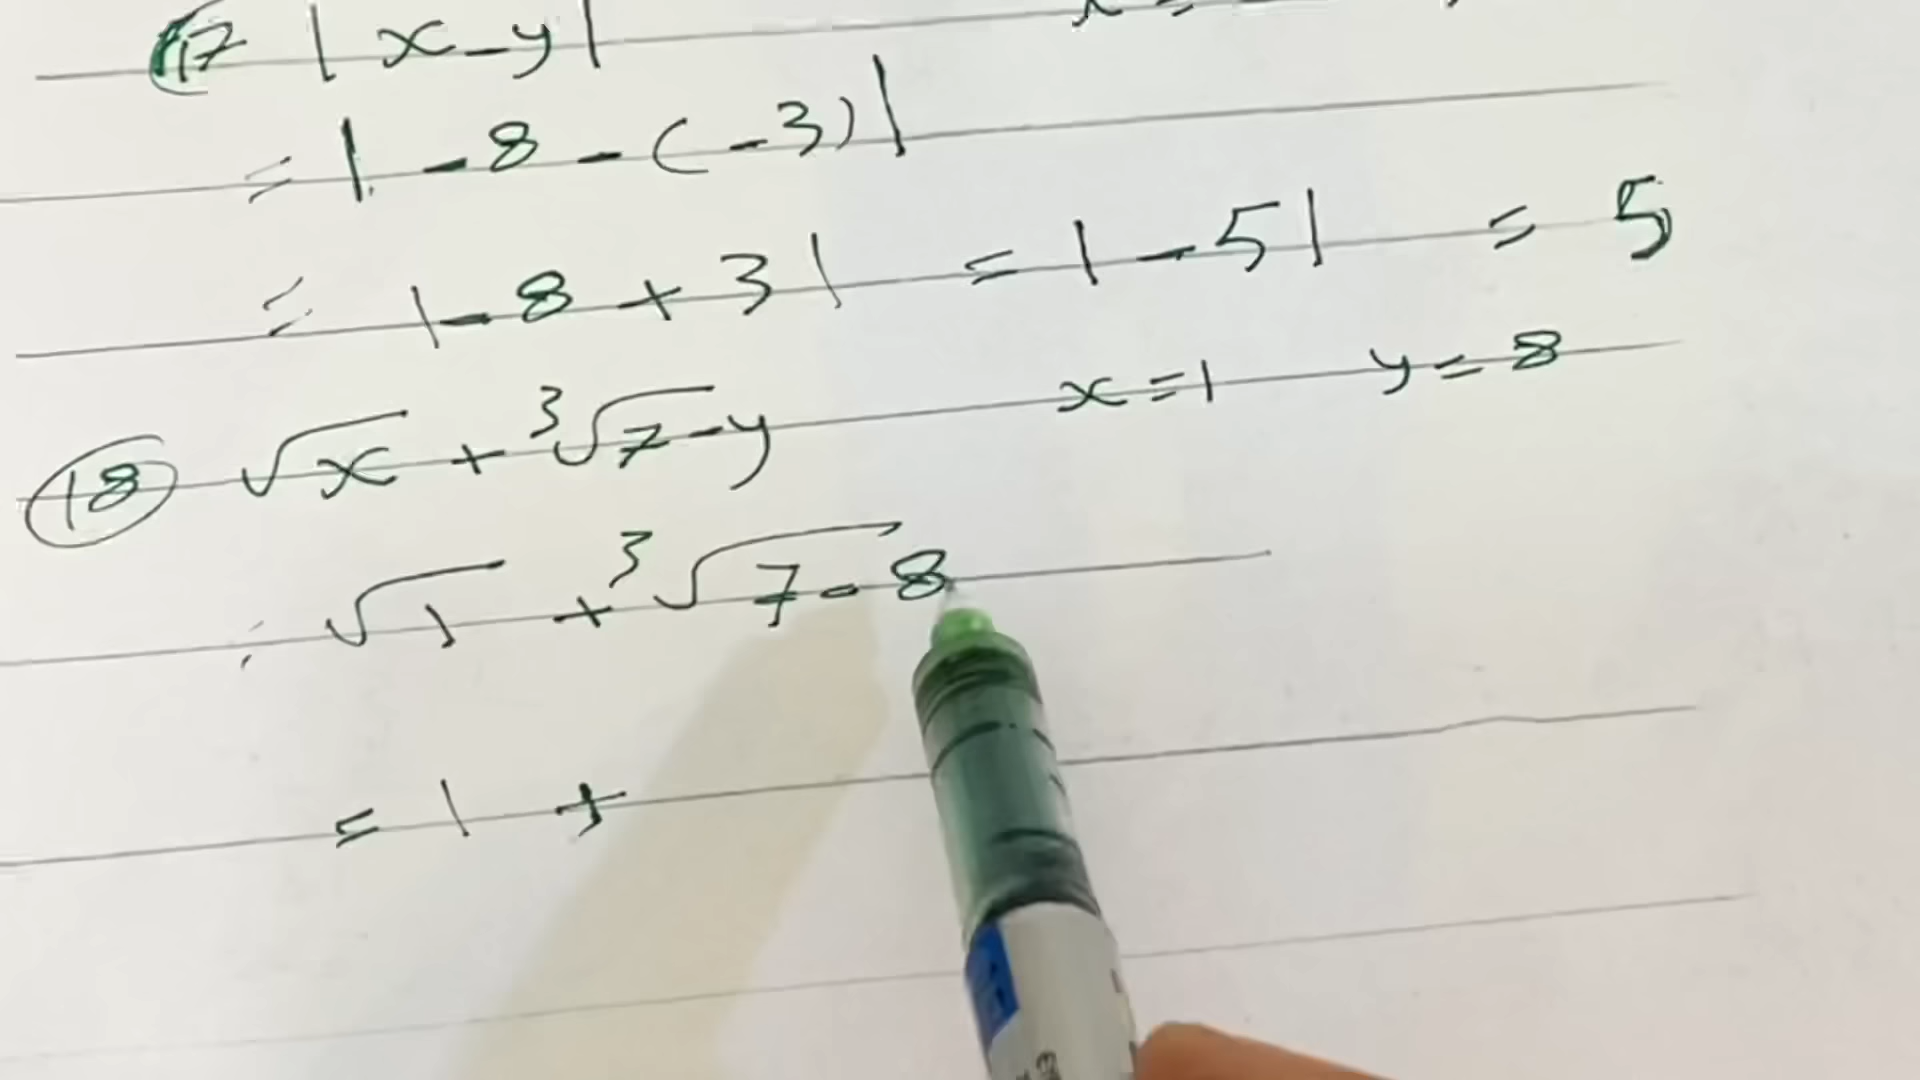 17 |x-y|
= |-8-(-3)|
= |-8+3| = |-5| = 5
18 √x + ³√7-y x=1 y=8
= √1 + ³√7-8
= 1 +